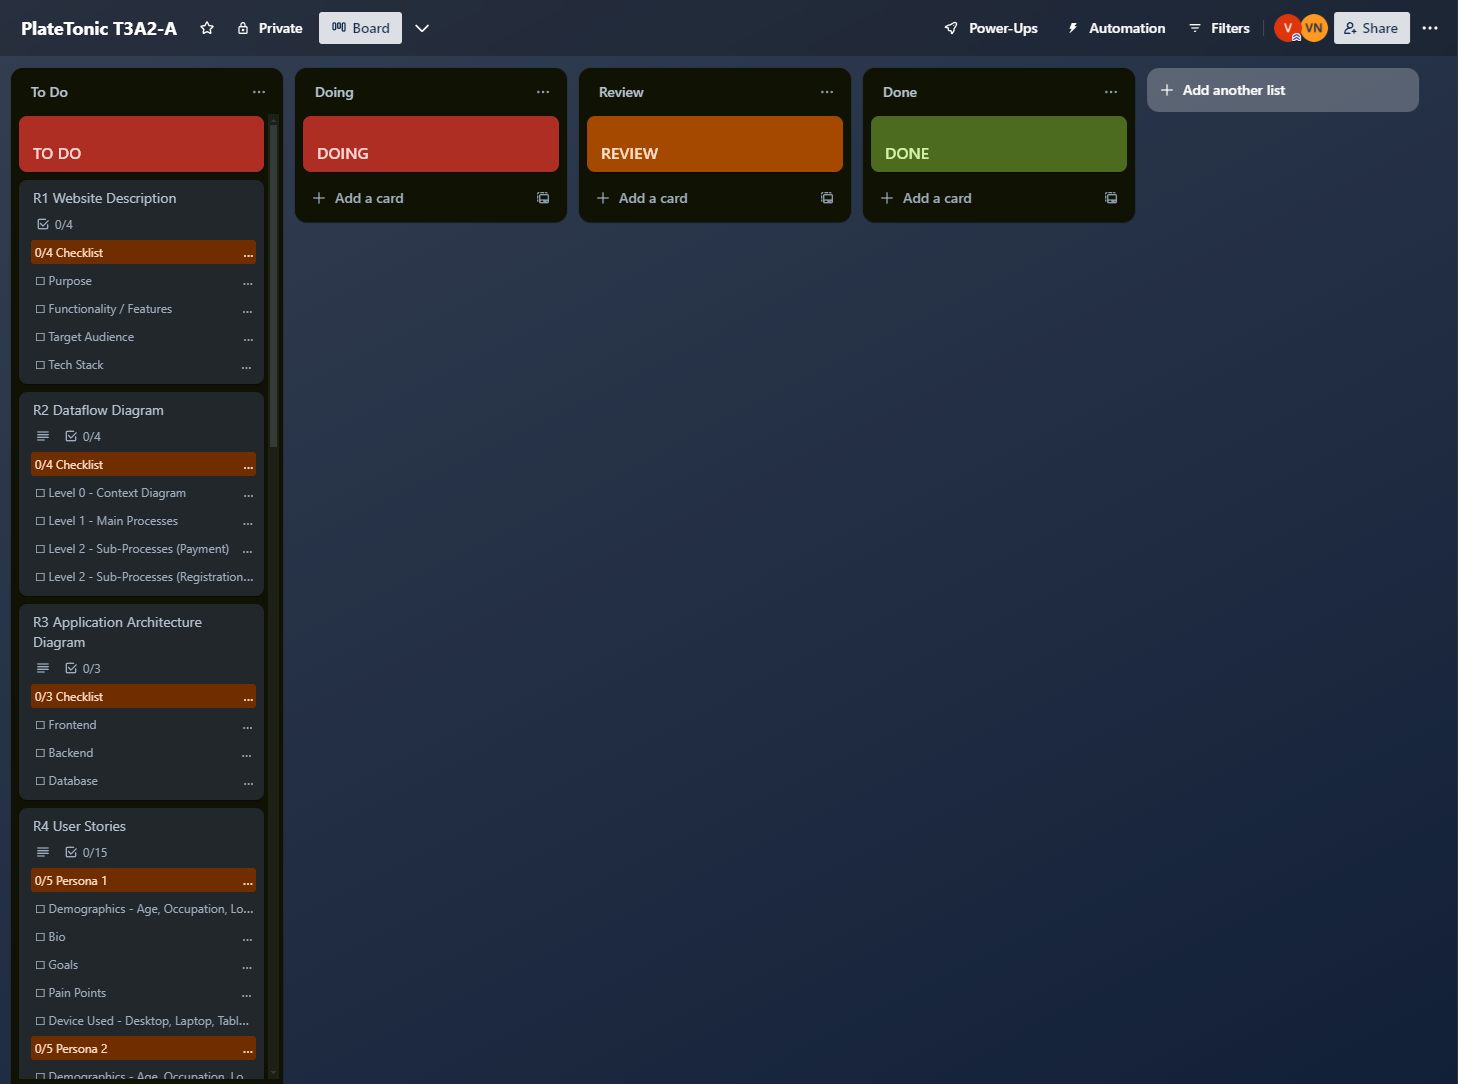 PlateTonic T3A2-A
Private
Board
Power-Ups
Automation
Filters
V
VN
Share
To Do
TO DO
R1 Website Description
0/4
0/4 Checklist
Purpose
Functionality / Features
Target Audience
Tech Stack
R2 Dataflow Diagram
0/4
0/4 Checklist
Level 0 - Context Diagram
Level 1 - Main Processes
Level 2 - Sub-Processes (Payment)
Level 2 - Sub-Processes (Registration...
R3 Application Architecture
Diagram
0/3
0/3 Checklist
Frontend
Backend
Database
R4 User Stories
0/15
0/5 Persona 1
Demographics - Age, Occupation, Lo...
Bio
Goals
Pain Points
Device Used - Desktop, Laptop, Tabl...
0/5 Persona 2
Demographics - Age, Occupation, Lo...
Doing
DOING
Add a card
Review
REVIEW
Add a card
Done
DONE
Add a card
Add another list